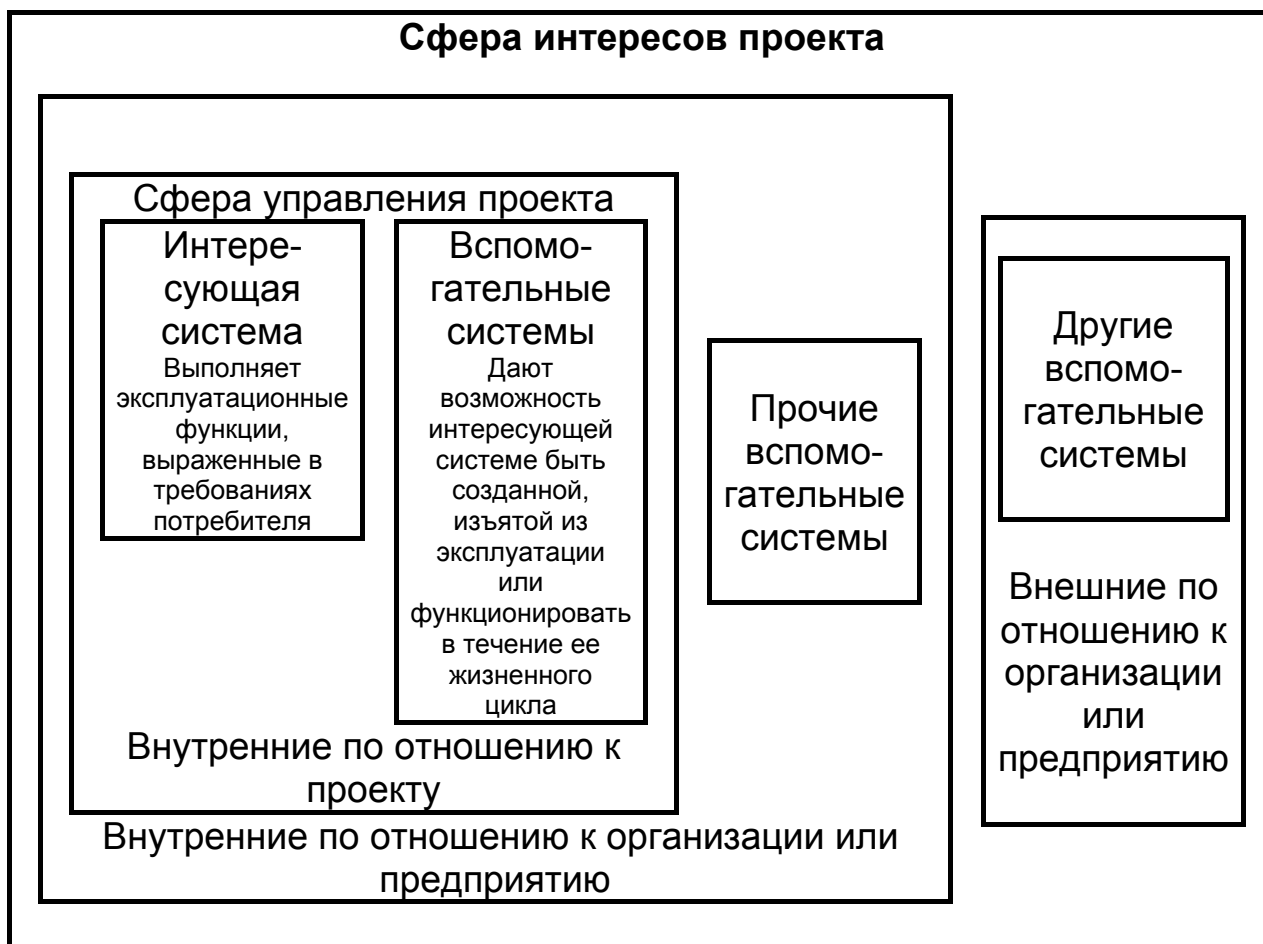 Сфера интересов проекта
Сфера управления проекта
Интере-
сующая
система
Выполняет
эксплуатационные
функции,
выраженные в
требованиях
потребителя
Вспомо-
гательные
системы
Дают
возможность
интересующей
системе быть
созданной,
изъятой из
эксплуатации
или
функционировать
в течение ее
жизненного
цикла
Внутренние по отношению к
проекту
Прочие
вспомо-
гательные
системы
Внутренние по отношению к организации или
предприятию
Другие
вспомо-
гательные
системы
Внешние по
отношению к
организации
или
предприятию